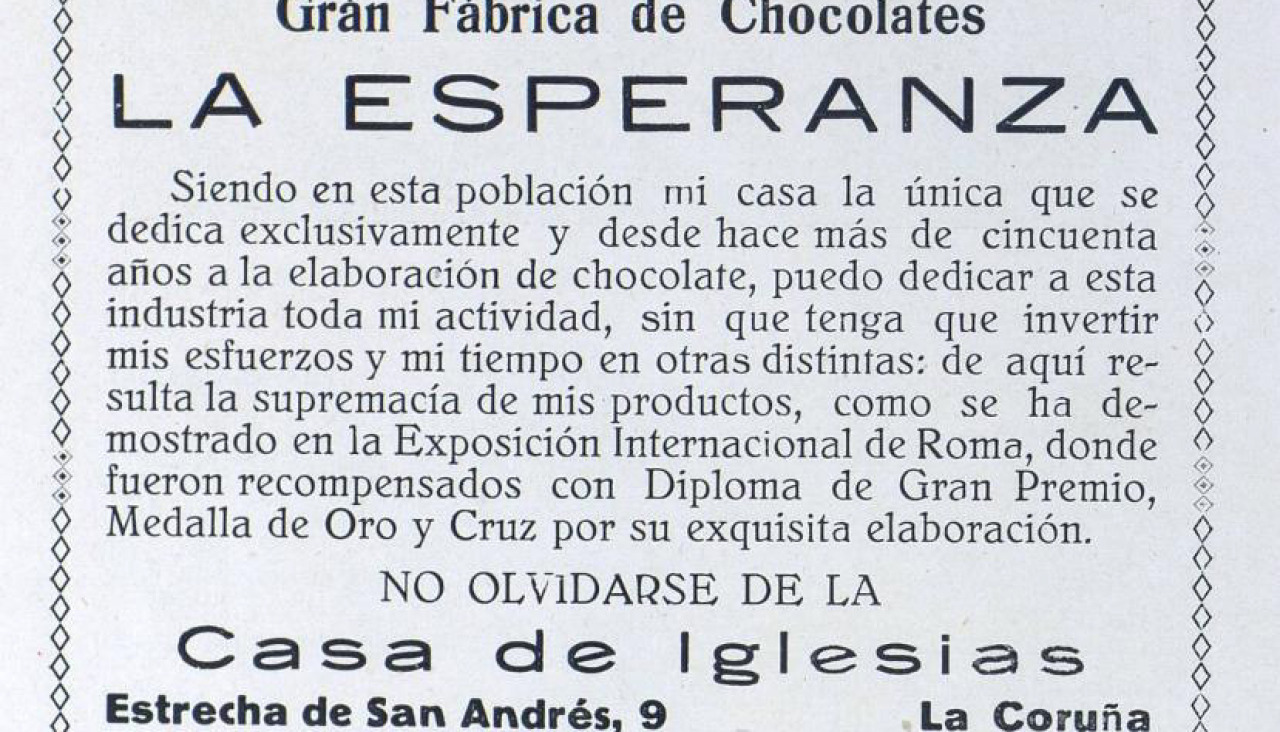 Gran Fábrica de Chocolates
LA ESPERANZA
Siendo en esta población mi casa la única que se
dedica exclusivamente y desde hace más de cincuenta
años a la elaboración de chocolate, puedo dedicar a esta
industria toda mi actividad, sin que tenga que invertir
mis esfuerzos y mi tiempo en otras distintas: de aquí re-
sulta la supremacía de mis productos, como se ha de-
mostrado en la Exposición Internacional de Roma, donde
fueron recompensados con Diploma de Gran Premio,
Medalla de Oro y Cruz por su exquisita elaboración.
NO OLVIDARSE DE LA
Casa de Iglesias
Estrecha de San Andrés, 9 La Coruña